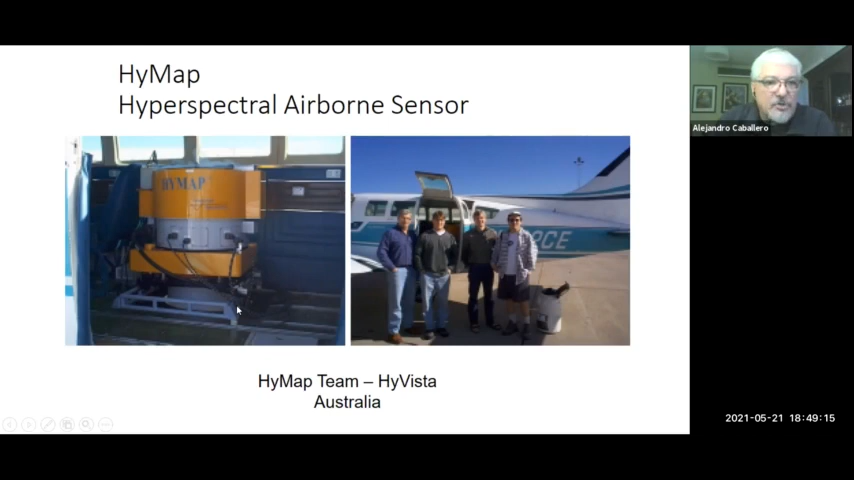 HyMap
Hyperspectral Airborne Sensor
Alejandro Caballero
HYMAP
HyMap Team – HyVista
Australia
2021-05-21 18:49:15